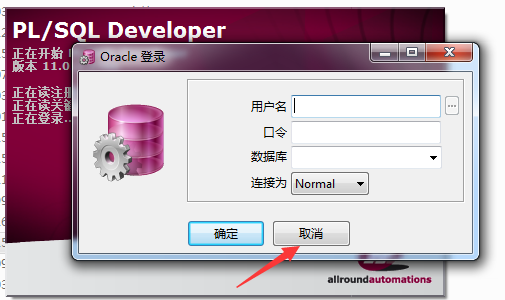 PL/SQL Developer
正在开始
版本 11.0
正在读注册
正在读关键
正在登录...
Oracle 登录
用户名
...
口令
数据库
连接为
Normal
确定
取消
allroundautomations